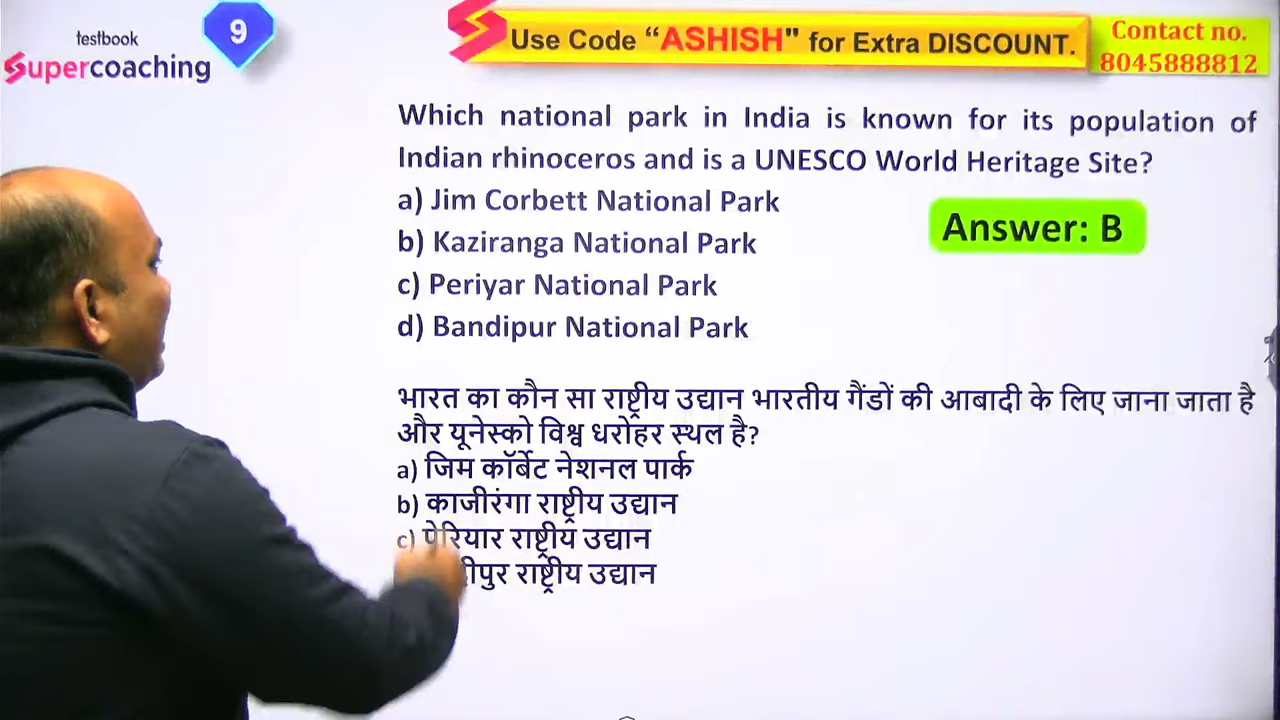 testbook
Supercoaching
9
Use Code “ASHISH" for Extra DISCOUNT.
Contact no.
8045888812
Which national park in India is known for its population of
Indian rhinoceros and is a UNESCO World Heritage Site?
a) Jim Corbett National Park
Answer: B
b) Kaziranga National Park
c) Periyar National Park
d) Bandipur National Park
भारत का कौन सा राष्ट्रीय उद्यान भारतीय गैंडों की आबादी के लिए जाना जाता है
और यूनेस्को विश्व धरोहर स्थल है?
a) जिम कॉर्बेट नेशनल पार्क
b) काजीरंगा राष्ट्रीय उद्यान
c) पेरियार राष्ट्रीय उद्यान
राष्ट्रीय उद्यान